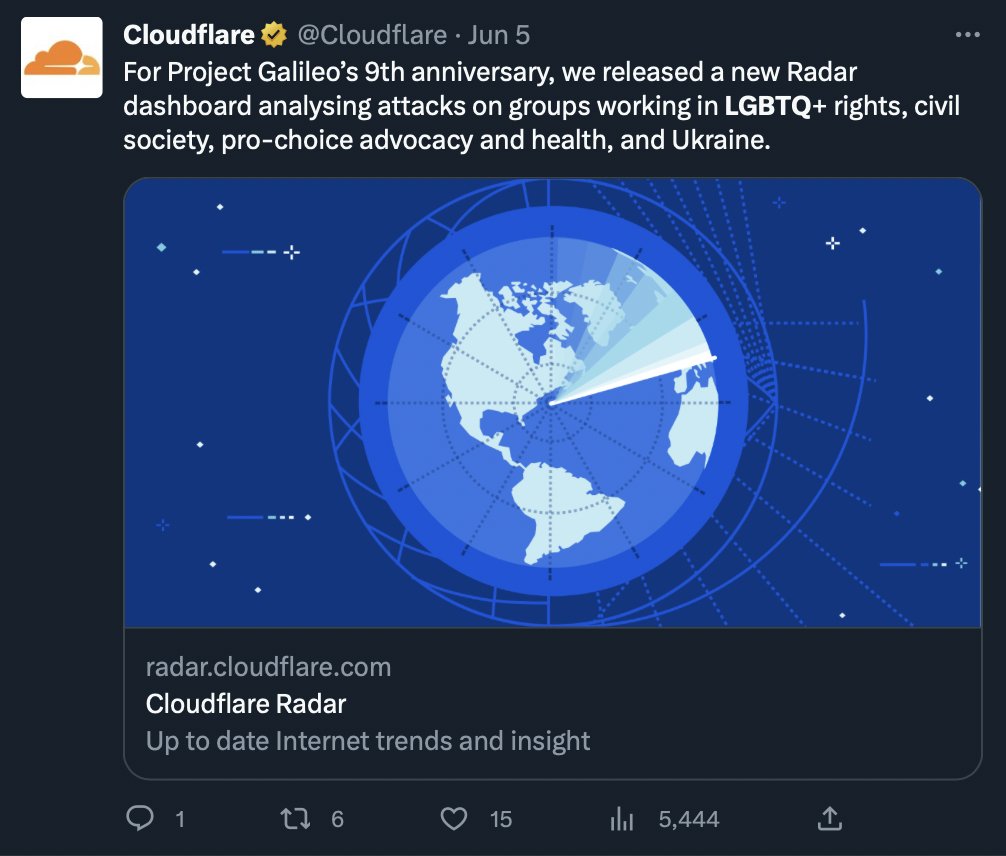 Cloudflare @Cloudflare · Jun 5
For Project Galileo’s 9th anniversary, we released a new Radar
dashboard analysing attacks on groups working in LGBTQ+ rights, civil
society, pro-choice advocacy and health, and Ukraine.
radar.cloudflare.com
Cloudflare Radar
Up to date Internet trends and insight
1 6 15 5,444